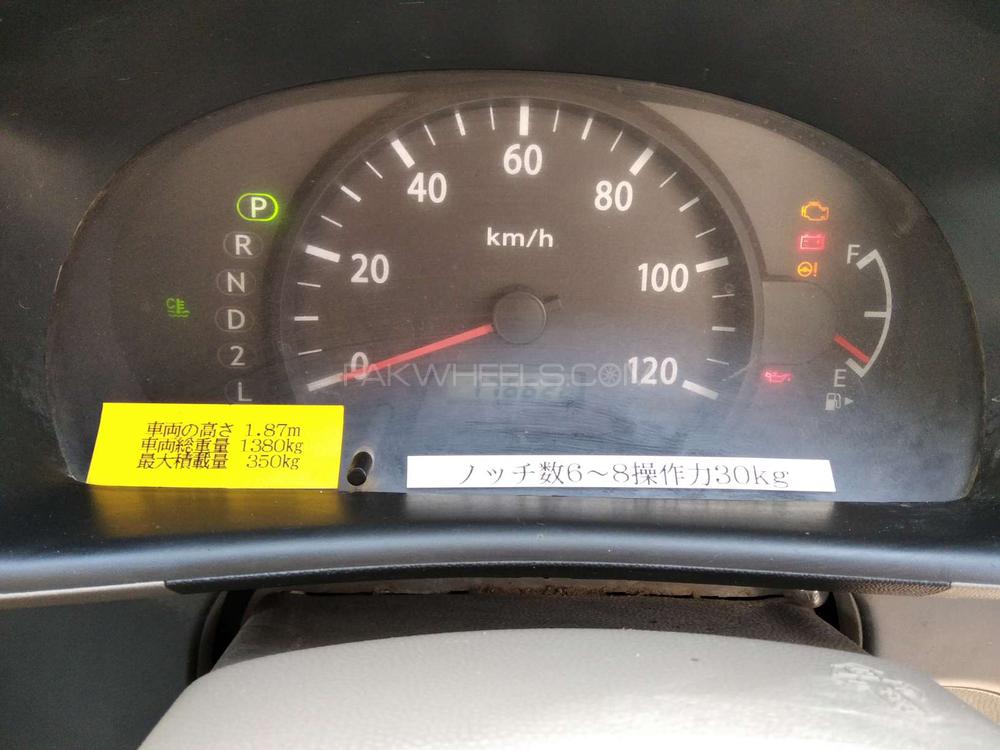 60
40
80
P
R
km/h
F
20
100
N
D
2
0
120
E
L
PAKWHEELS.COM
車両の高さ 1.87m
車両総重量 1380kg
最大積載量 350kg
ノッチ数6～8操作力30kg